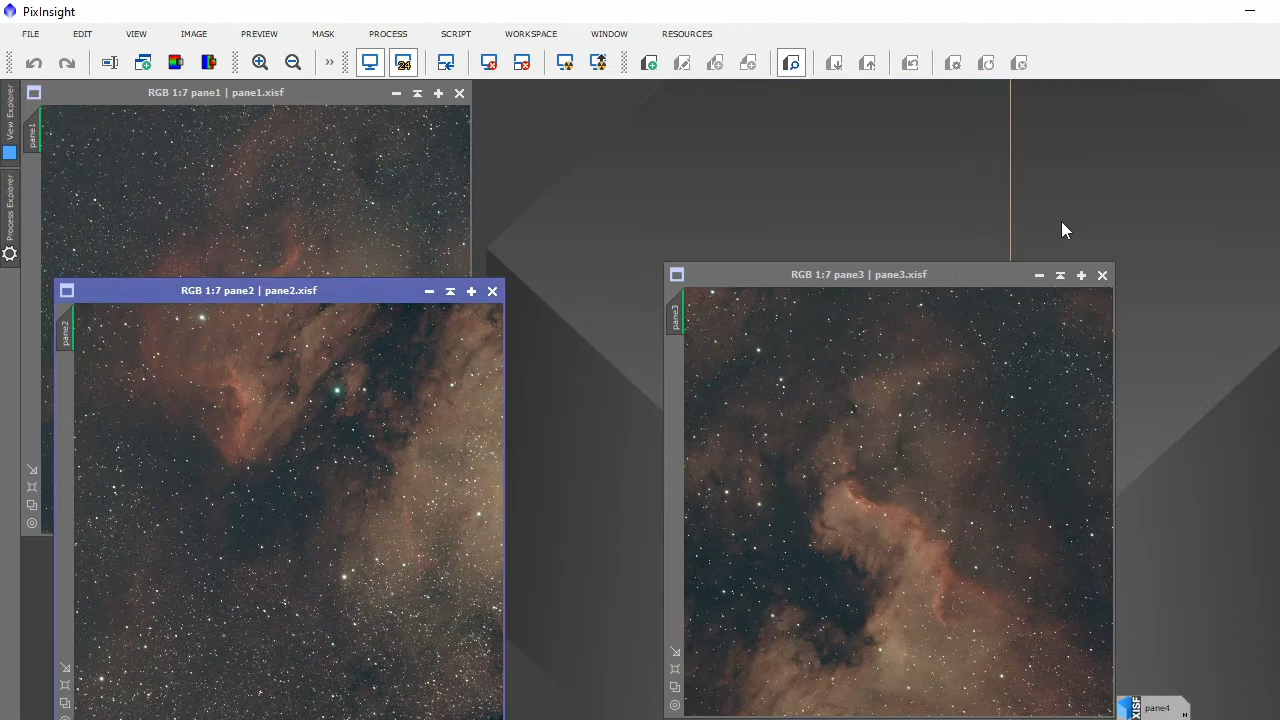 PixInsight
FILE EDIT VIEW IMAGE PREVIEW MASK PROCESS SCRIPT WORKSPACE WINDOW RESOURCES
24
View Explorer
Process Explorer
RGB 1:7 pane1 | pane1.xisf
pane1
RGB 1:7 pane2 | pane2.xisf
pane2
RGB 1:7 pane3 | pane3.xisf
pane3
XISF
pane4
N